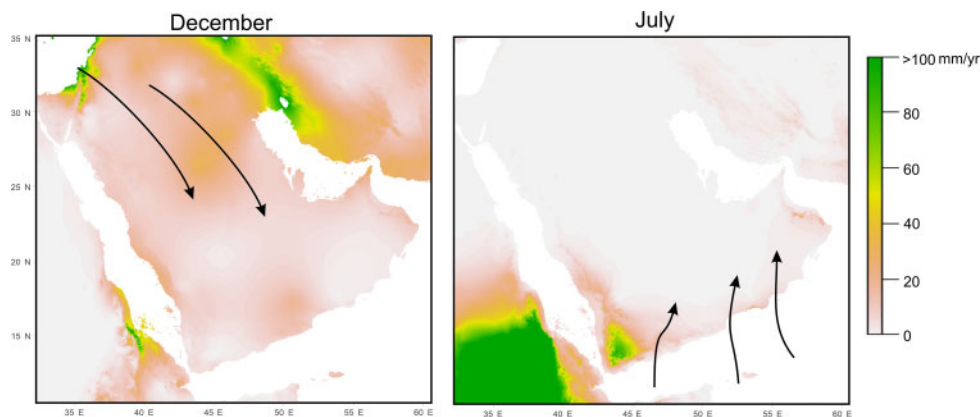 December
July
35 N
30 N
25 N
20 N
15 N
35 E
40 E
45 E
50 E
55 E
60 E
35 E
40 E
45 E
50 E
55 E
60 E
>100 mm/yr
80
60
40
20
0